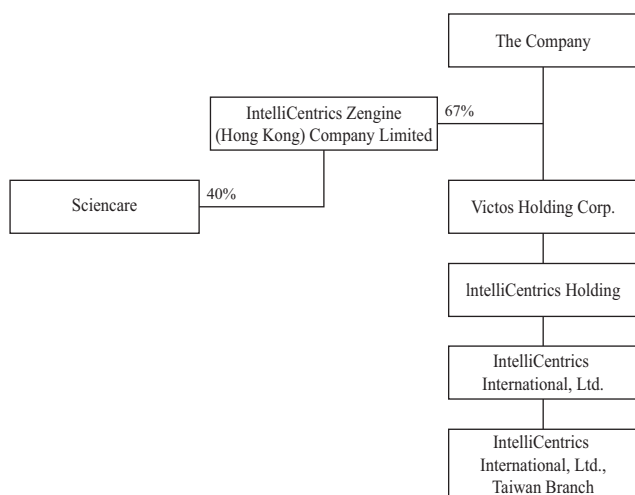 The Company
IntelliCentrics Zengine
(Hong Kong) Company Limited
67%
Sciencare
40%
Victos Holding Corp.
IntelliCentrics Holding
IntelliCentrics
International, Ltd.
IntelliCentrics
International, Ltd.,
Taiwan Branch